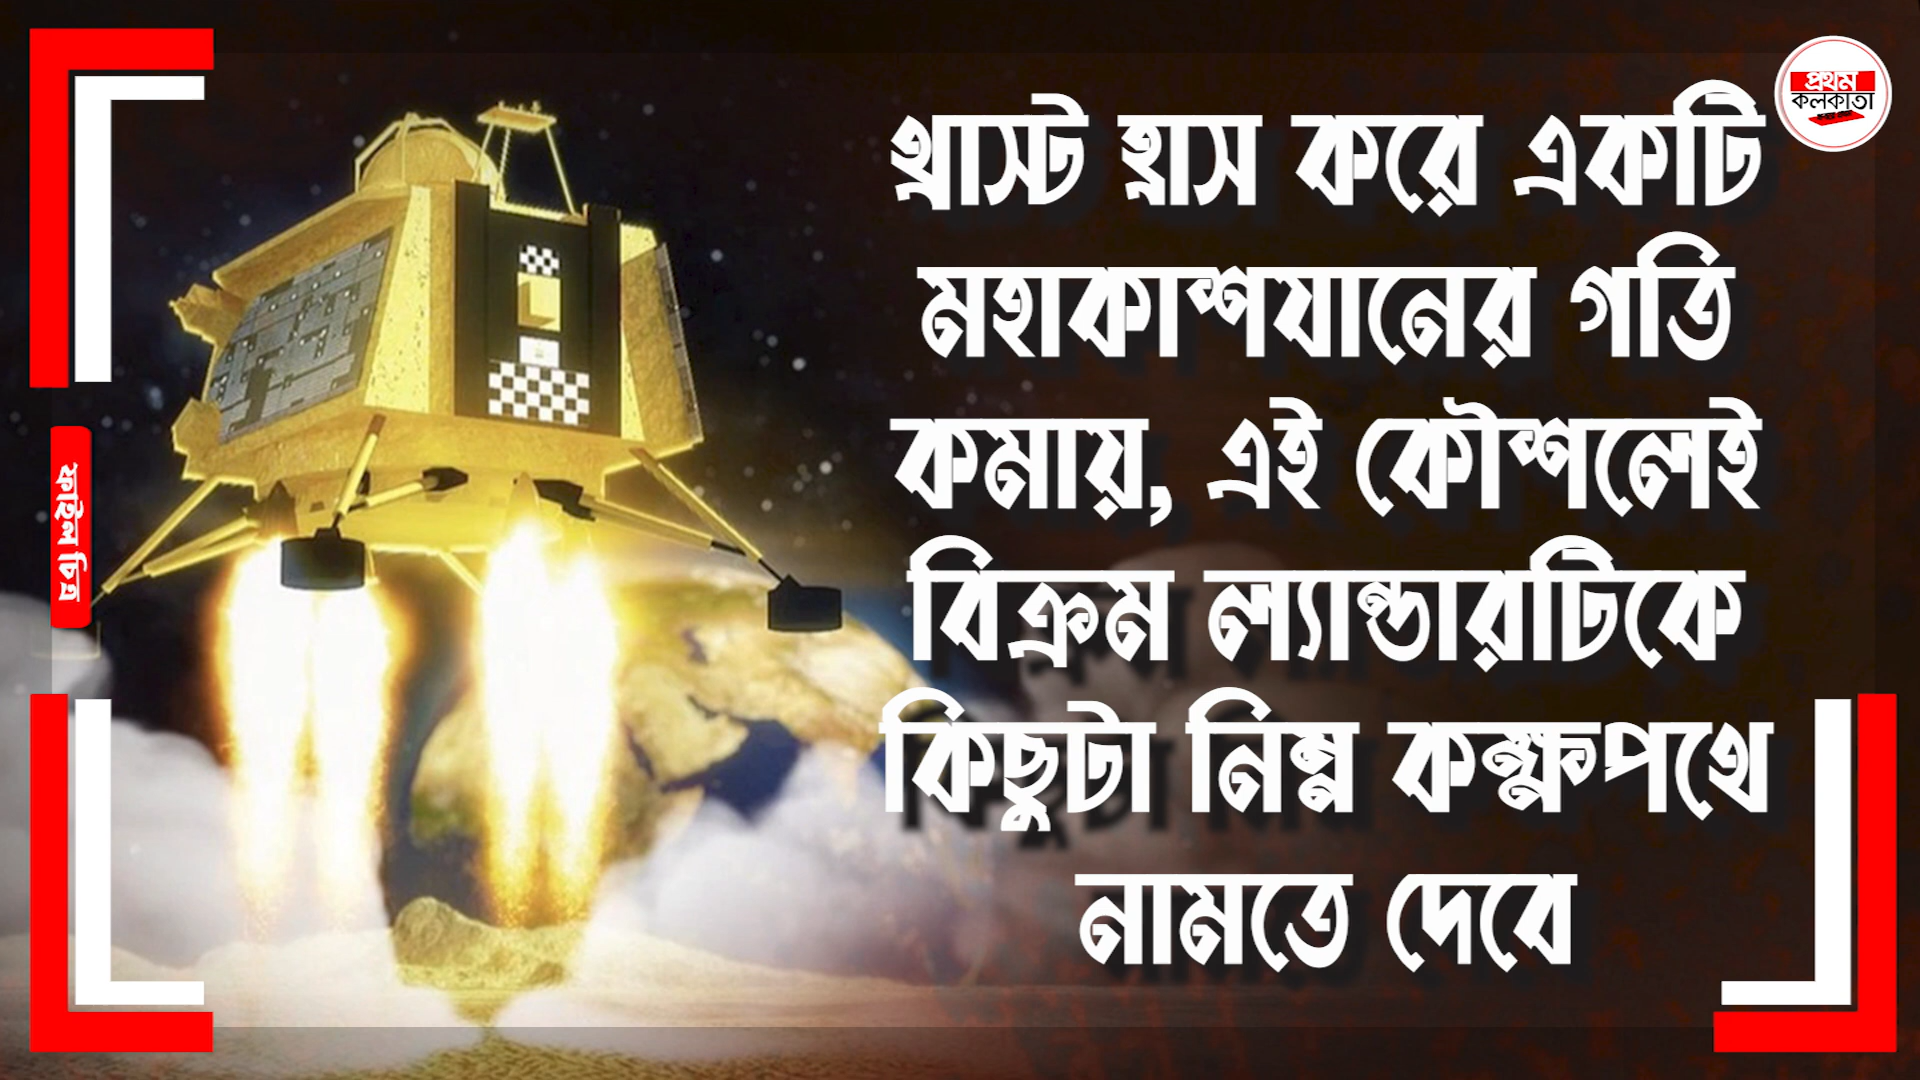 প্রথম
কলকাতা
থ্রাস্ট হ্রাস করে একটি
মহাকাশযানের গতি
কমায়, এই কৌশলেই
বিক্রম ল্যান্ডারটিকে
কিছুটা নিম্ন কক্ষপথে
নামতে দেবে
ফাইল চিত্র